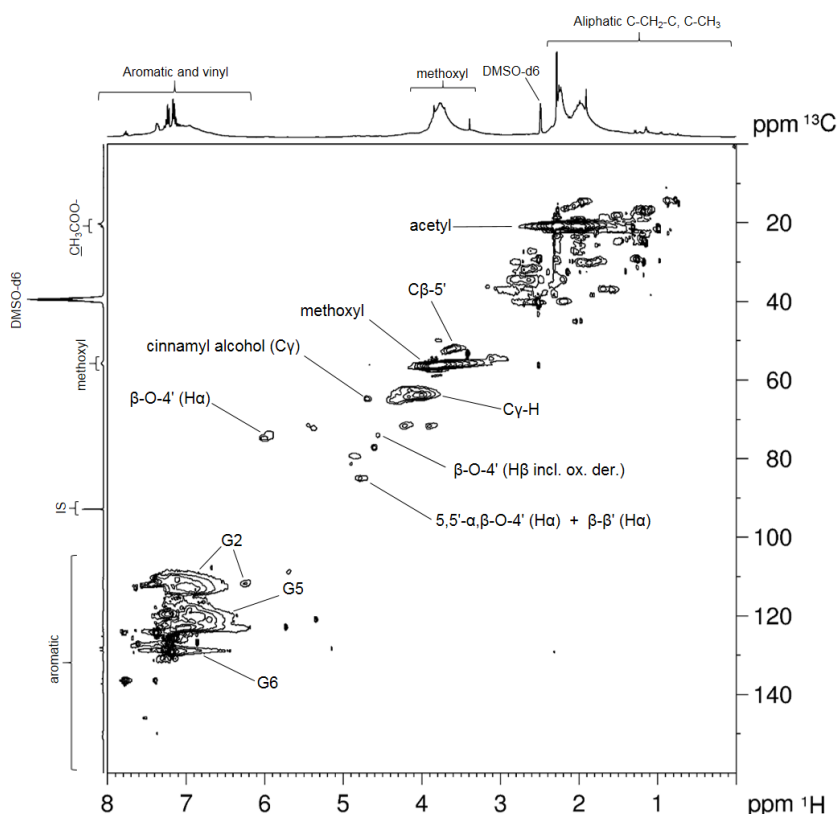 Aliphatic C-CH₂-C, C-CH₃
Aromatic and vinyl
methoxyl
DMSO-d6
ppm ¹³C
CH₃COO-
DMSO-d6
methoxyl
IS
aromatic
acetyl
Cβ-5'
methoxyl
cinnamyl alcohol (Cγ)
β-O-4' (Hα)
Cγ-H
β-O-4' (Hβ incl. ox. der.)
5,5'-α,β-O-4' (Hα) + β-β' (Hα)
G2
G5
G6
20
40
60
80
100
120
140
8 7 6 5 4 3 2 1 ppm ¹H